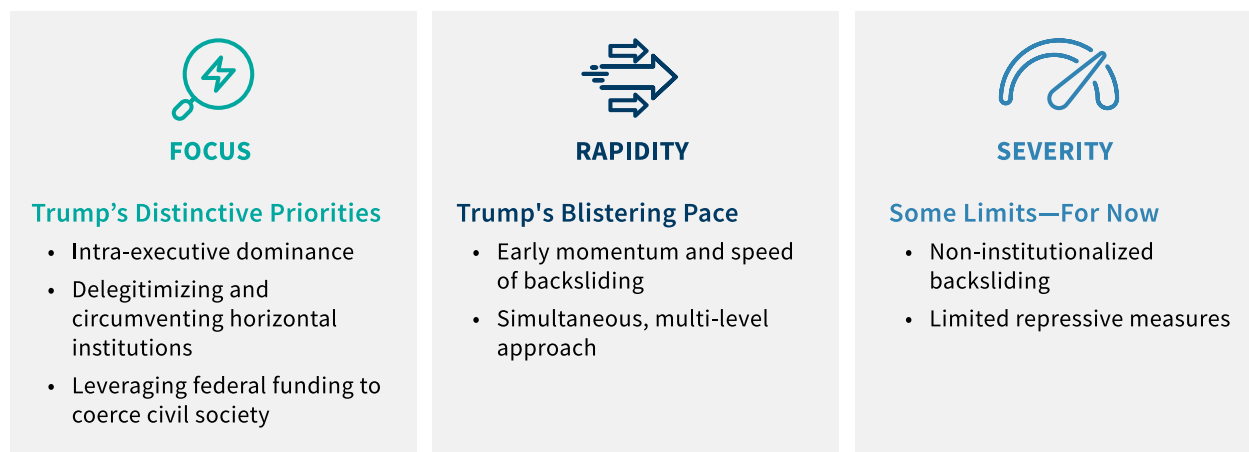 FOCUS
Trump’s Distinctive Priorities
• Intra-executive dominance
• Delegitimizing and
circumventing horizontal
institutions
• Leveraging federal funding to
coerce civil society
RAPIDITY
Trump's Blistering Pace
• Early momentum and speed
of backsliding
• Simultaneous, multi-level
approach
SEVERITY
Some Limits—For Now
• Non-institutionalized
backsliding
• Limited repressive measures